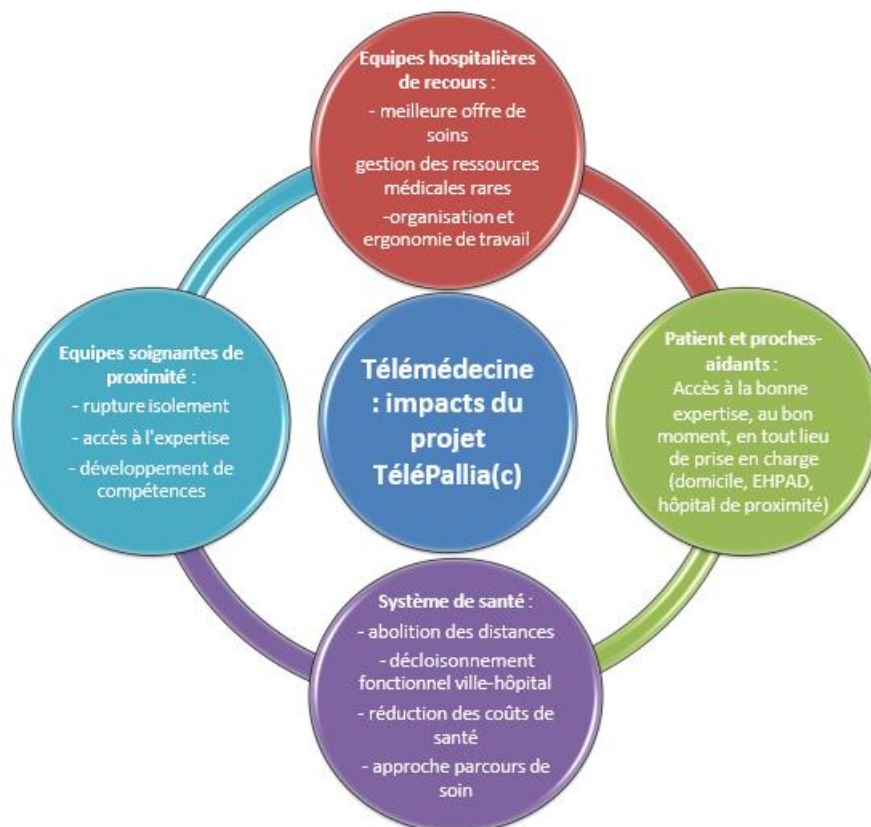 Equipes hospitalières
de recours :
- meilleure offre de
soins
gestion des ressources
médicales rares
-organisation et
ergonomie de travail
Equipes soignantes de
proximité :
- rupture isolement
- accès à l'expertise
- développement de
compétences
Télémédecine
: impacts du
projet
TéléPallia(c)
Patient et proches-
aidants :
Accès à la bonne
expertise, au bon
moment, en tout lieu
de prise en charge
(domicile, EHPAD,
hôpital de proximité)
Système de santé :
- abolition des distances
- décloisonnement
fonctionnel ville-hôpital
- réduction des coûts de
santé
- approche parcours de
soin